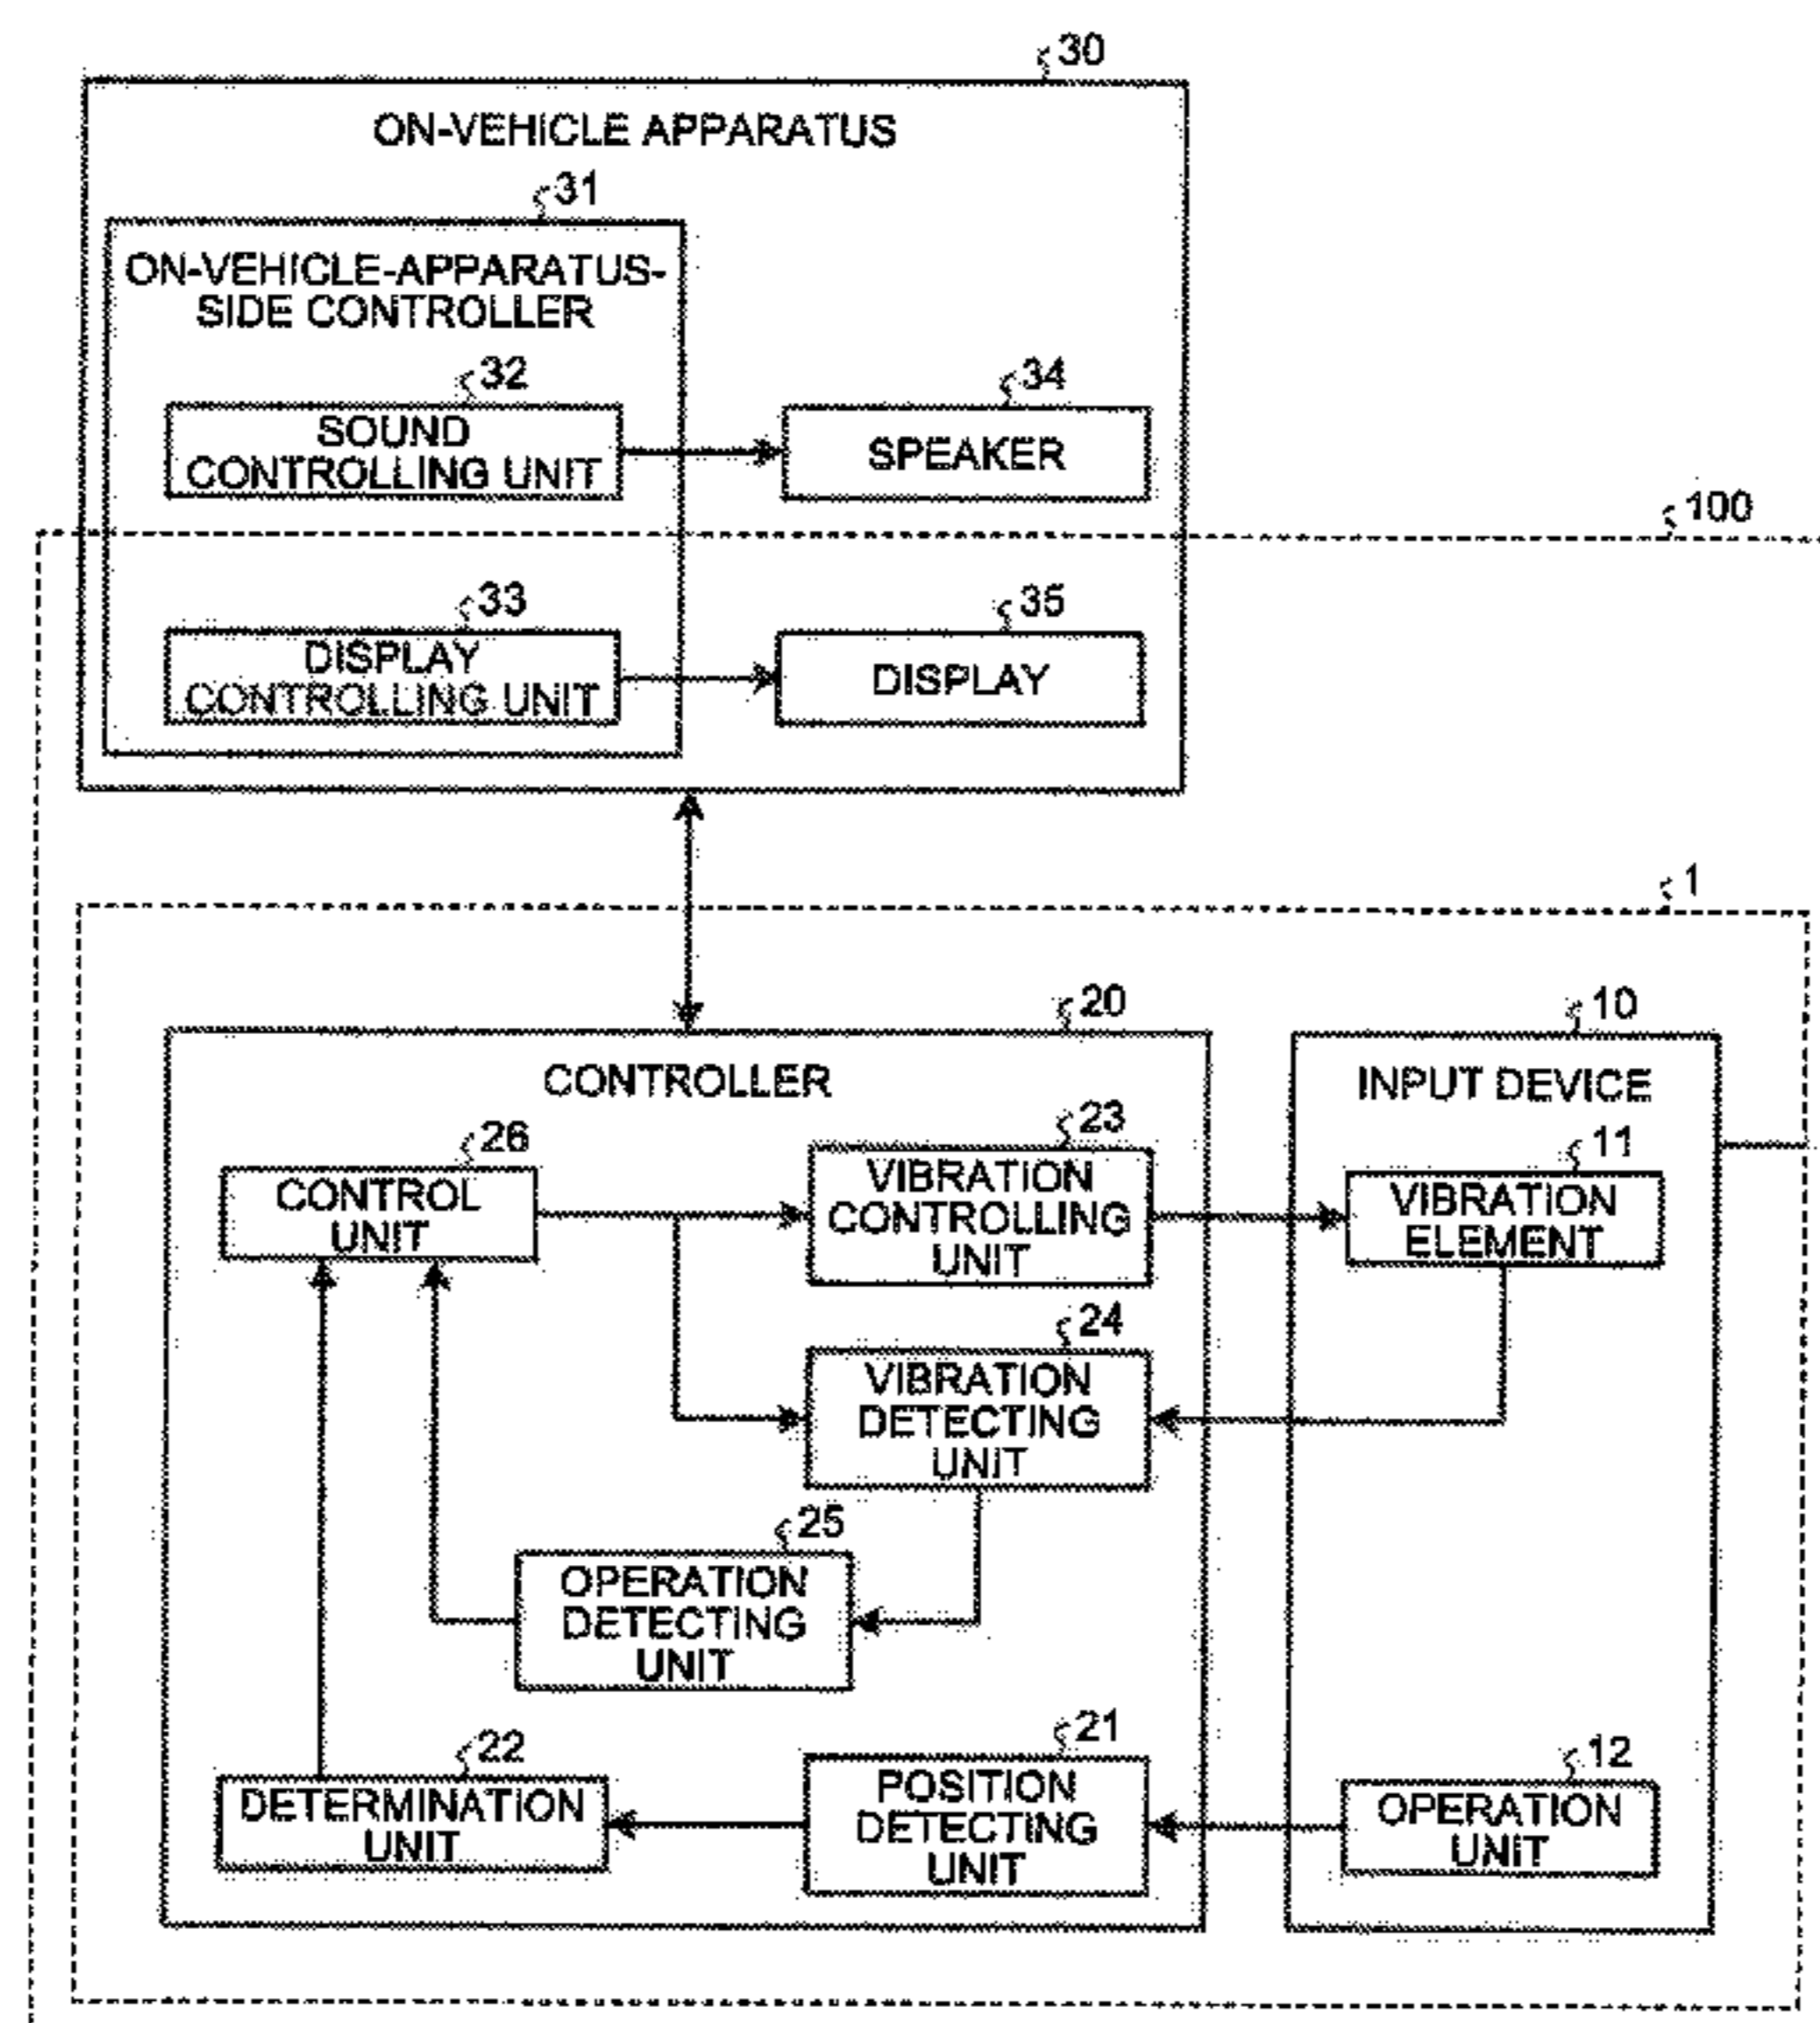 30
ON-VEHICLE APPARATUS
31
ON-VEHICLE-APPARATUS-
SIDE CONTROLLER
32
SOUND
CONTROLLING UNIT
34
SPEAKER
100
33
DISPLAY
CONTROLLING UNIT
35
DISPLAY
1
20
CONTROLLER
10
INPUT DEVICE
26
CONTROL
UNIT
23
VIBRATION
CONTROLLING
UNIT
11
VIBRATION
ELEMENT
24
VIBRATION
DETECTING
UNIT
25
OPERATION
DETECTING
UNIT
22
DETERMINATION
UNIT
21
POSITION
DETECTING
UNIT
12
OPERATION
UNIT